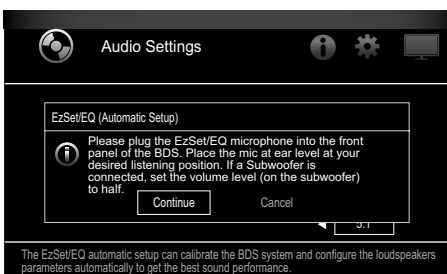 Audio Settings
EzSet/EQ (Automatic Setup)
Please plug the EzSet/EQ microphone into the front
panel of the BDS. Place the mic at ear level at your
desired listening position. If a Subwoofer is
connected, set the volume level (on the subwoofer)
to half.
Continue
Cancel
5.1
The EzSet/EQ automatic setup can calibrate the BDS system and configure the loudspeakers
parameters automatically to get the best sound performance.